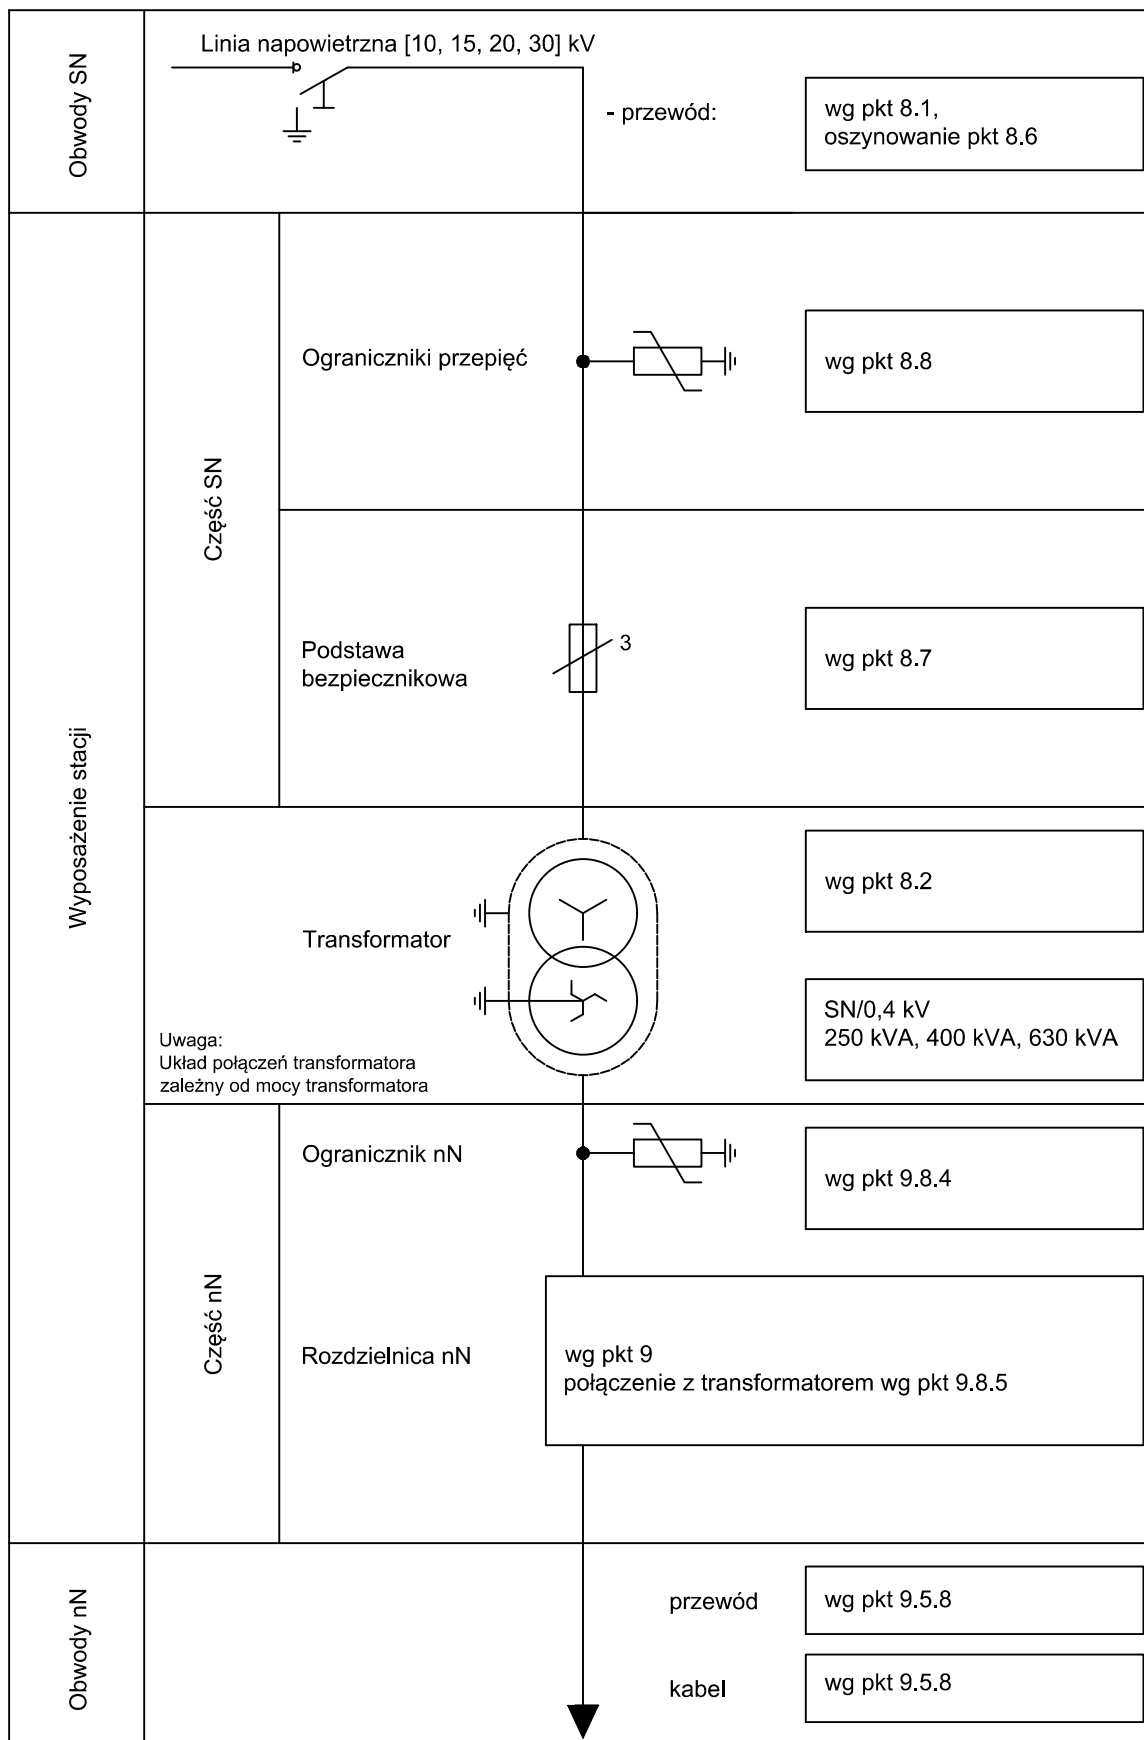 Obwody SN
Linia napowietrzna [10, 15, 20, 30] kV
- przewód:
wg pkt 8.1,
oszynowanie pkt 8.6
Wyposażenie stacji
Część SN
Ograniczniki przepięć
wg pkt 8.8
Podstawa
bezpiecznikowa
3
wg pkt 8.7
Transformator
wg pkt 8.2
SN/0,4 kV
250 kVA, 400 kVA, 630 kVA
Uwaga:
Układ połączeń transformatora
zależny od mocy transformatora
Część nN
Ogranicznik nN
wg pkt 9.8.4
Rozdzielnica nN
wg pkt 9
połączenie z transformatorem wg pkt 9.8.5
Obwody nN
przewód
wg pkt 9.5.8
kabel
wg pkt 9.5.8